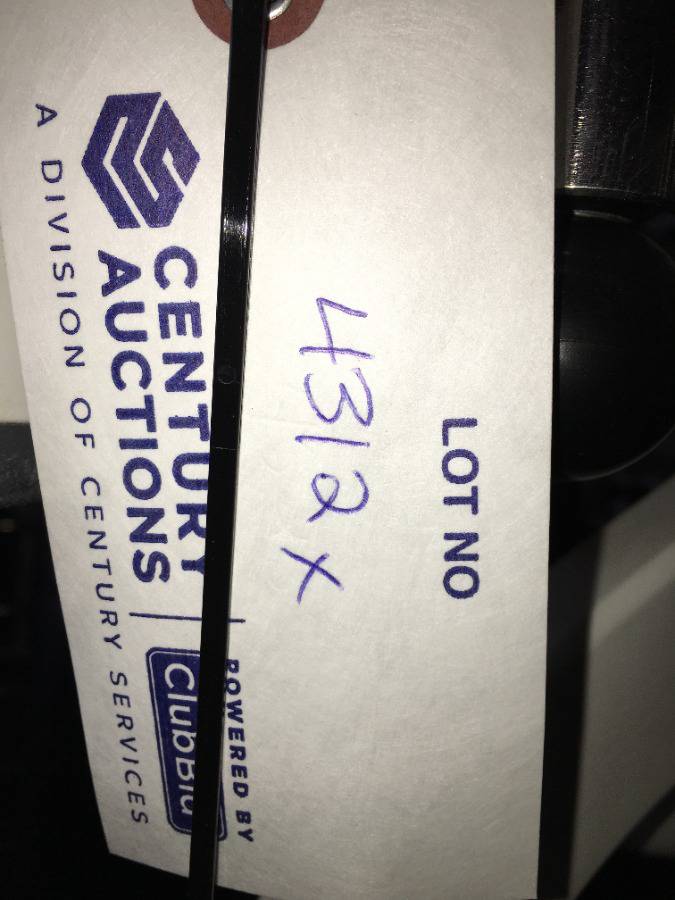 LOT NO
4312X
CENTURY
AUCTIONS
POWERED BY
ClubBid
A DIVISION OF CENTURY SERVICES